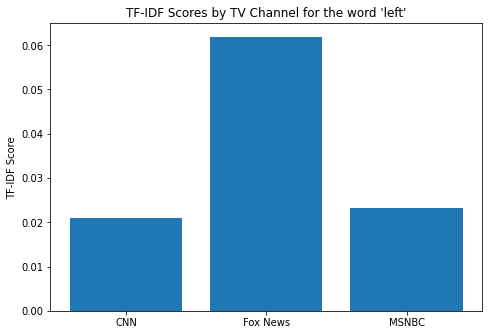 TF-IDF Scores by TV Channel for the word 'left'
TF-IDF Score
0.06
0.05
0.04
0.03
0.02
0.01
0.00
CNN
Fox News
MSNBC